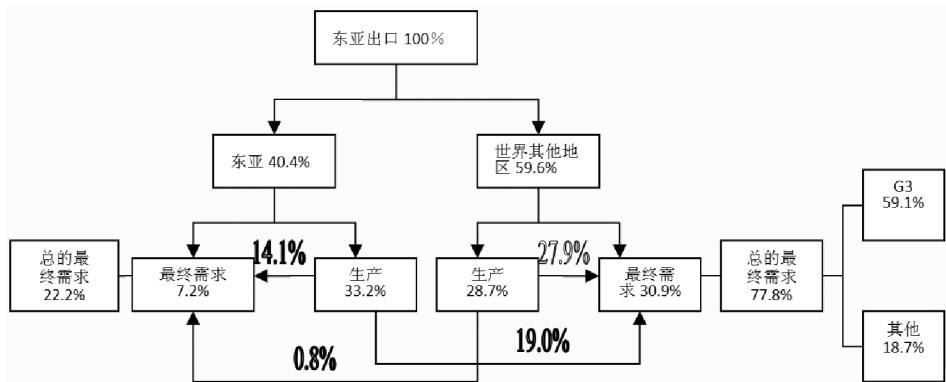 东亚出口 100%
东亚 40.4%
世界其他地
区 59.6%
G3
59.1%
总的最
终需求
22.2%
最终需求
7.2%
14.1%
生产
33.2%
生产
28.7%
27.9%
最终需
求 30.9%
总的最
终需求
77.8%
其他
18.7%
0.8%
19.0%